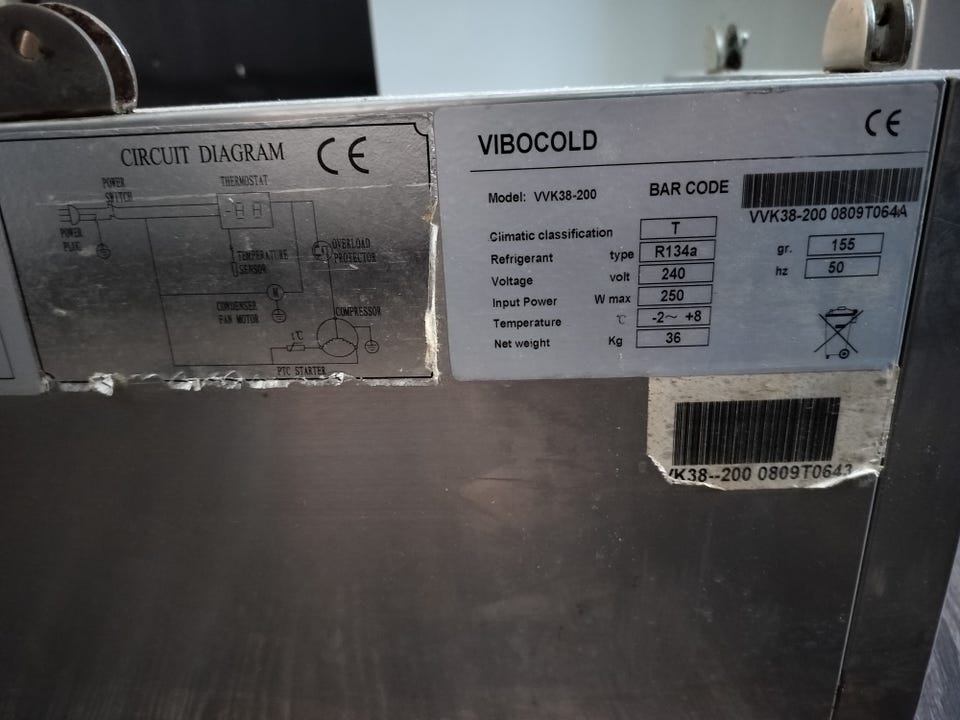 CIRCUIT DIAGRAM CE
POWER
SWITCH
THERMOSTAT
POWER
PLUG
TEMPERATURE
SENSOR
OVERLOAD
PROSECTOR
M
CONDENSER
FAN MOTOR
COMPRESSOR
t℃
PTC STARTER
VIBOCOLD CE
Model: VVK38-200 BAR CODE
VVK38-200 0809T064A
Climatic classification T
Refrigerant type R134a gr. 155
Voltage volt 240 hz 50
Input Power W max 250
Temperature ℃ -2~ +8
Net weight Kg 36
VK38--200 0809T0643